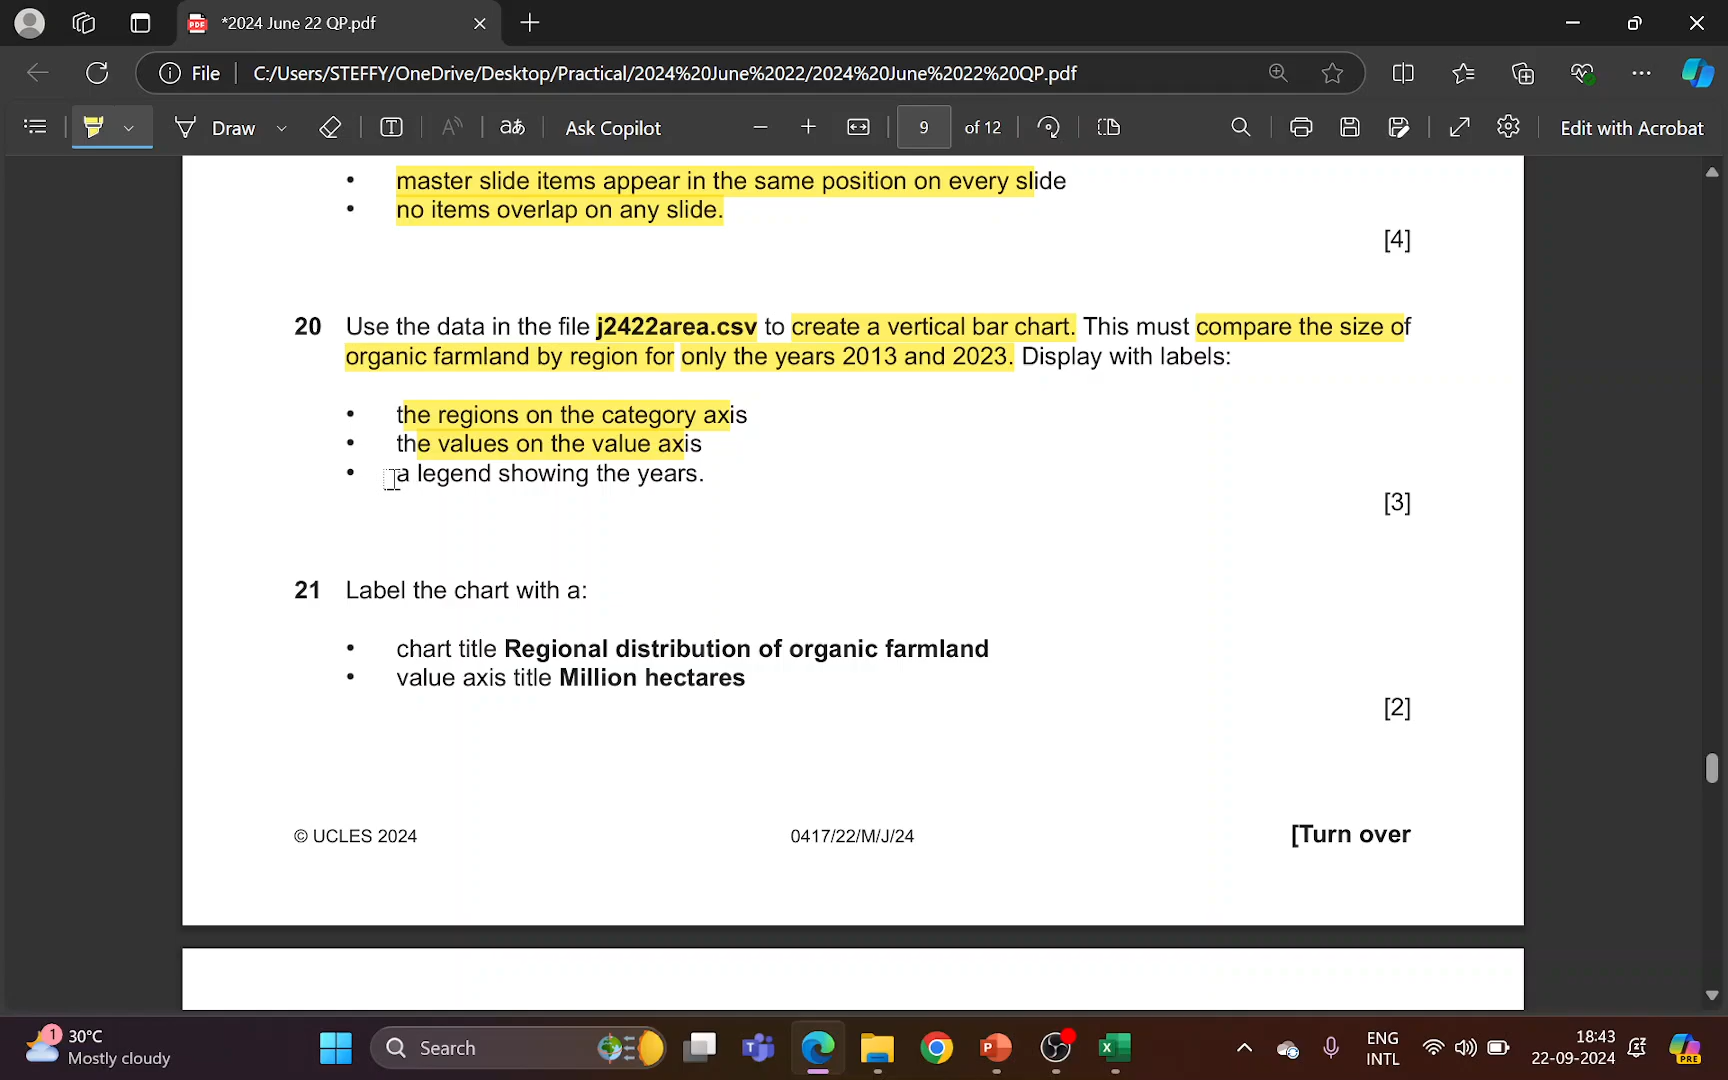 *2024 June 22 QP.pdf
File C:/Users/STEFFY/OneDrive/Desktop/Practical/2024%20June%2022/2024%20June%2022%20QP.pdf
Draw aあ Ask Copilot 9 of 12 Edit with Acrobat
• master slide items appear in the same position on every slide
• no items overlap on any slide.
[4]
20 Use the data in the file j2422area.csv to create a vertical bar chart. This must compare the size of
organic farmland by region for only the years 2013 and 2023. Display with labels:
• the regions on the category axis
• the values on the value axis
• a legend showing the years.
[3]
21 Label the chart with a:
• chart title Regional distribution of organic farmland
• value axis title Million hectares
[2]
© UCLES 2024 0417/22/M/J/24 [Turn over
1 30°C
Mostly cloudy
Search
ENG
INTL
18:43
22-09-2024
PRE